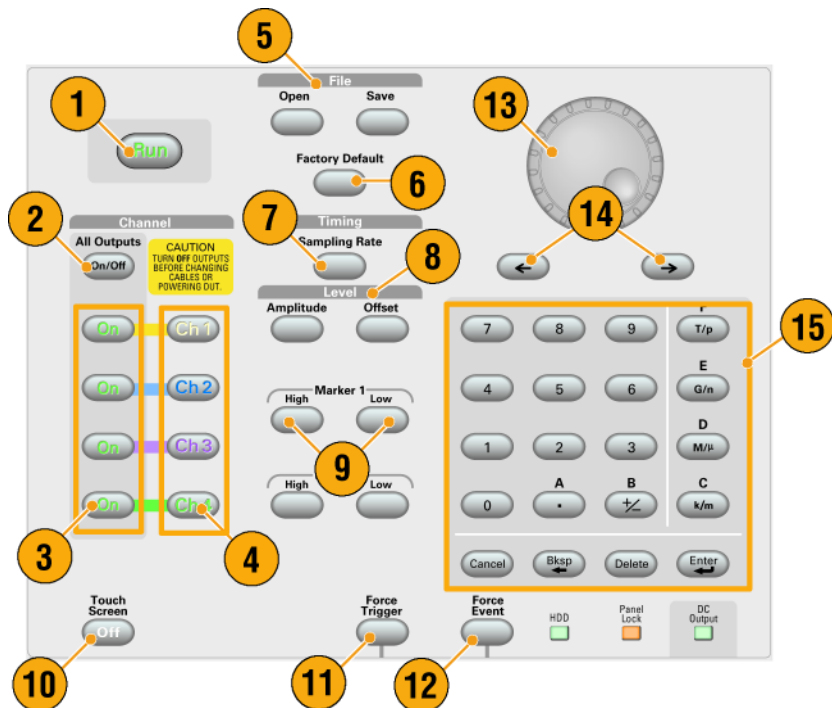 5
File
Open Save
1
Run
13
Factory Default
6
2
Channel
All Outputs
On/Off
CAUTION
TURN OFF OUTPUTS
BEFORE CHANGING
CABLES OR
POWERING OUT.
7
Timing
Sampling Rate
8
14
← →
Level
Amplitude Offset
On Ch 1
On Ch 2
On Ch 3
On Ch 4
3 4
Marker 1
High Low
9
High Low
15
7 8 9 T/p
E
4 5 6 G/n
D
1 2 3 M/µ
A B C
0 . +/− k/m
Cancel Bksp Delete Enter
← ↵
Touch
Screen
Off
10
Force
Trigger
11
Force
Event
12
HDD
Panel
Lock
DC
Output